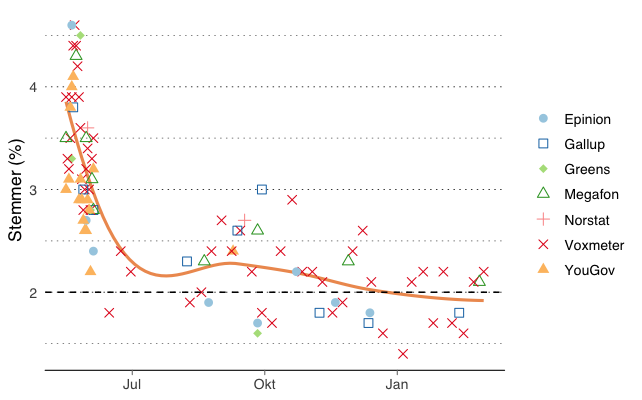 Stemmer (%)
4
3
2
Jul
Okt
Jan
Epinion
Gallup
Greens
Megafon
Norstat
Voxmeter
YouGov